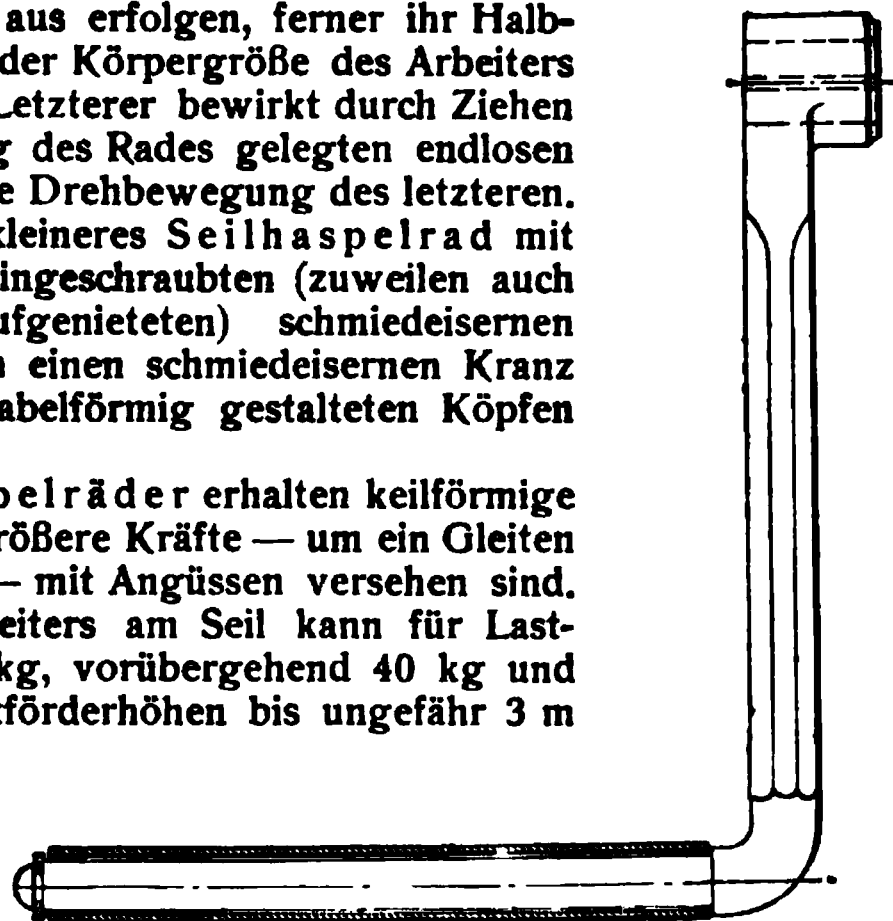 aus erfolgen, ferner ihr Halb-
der Körpergröße des Arbeiters
Letzterer bewirkt durch Ziehen
g des Rades gelegten endlosen
e Drehbewegung des letzteren.
kleineres Seilhaspelrad mit
ingeschraubten (zuweilen auch
ufgenieteten) schmiedeisernen
einen schmiedeisernen Kranz
abelförmig gestalteten Köpfen
pelräder erhalten keilförmige
rößere Kräfte — um ein Gleiten
— mit Angüssen versehen sind.
eiters am Seil kann für Last-
kg, vorübergehend 40 kg und
tförderhöhen bis ungefähr 3 m